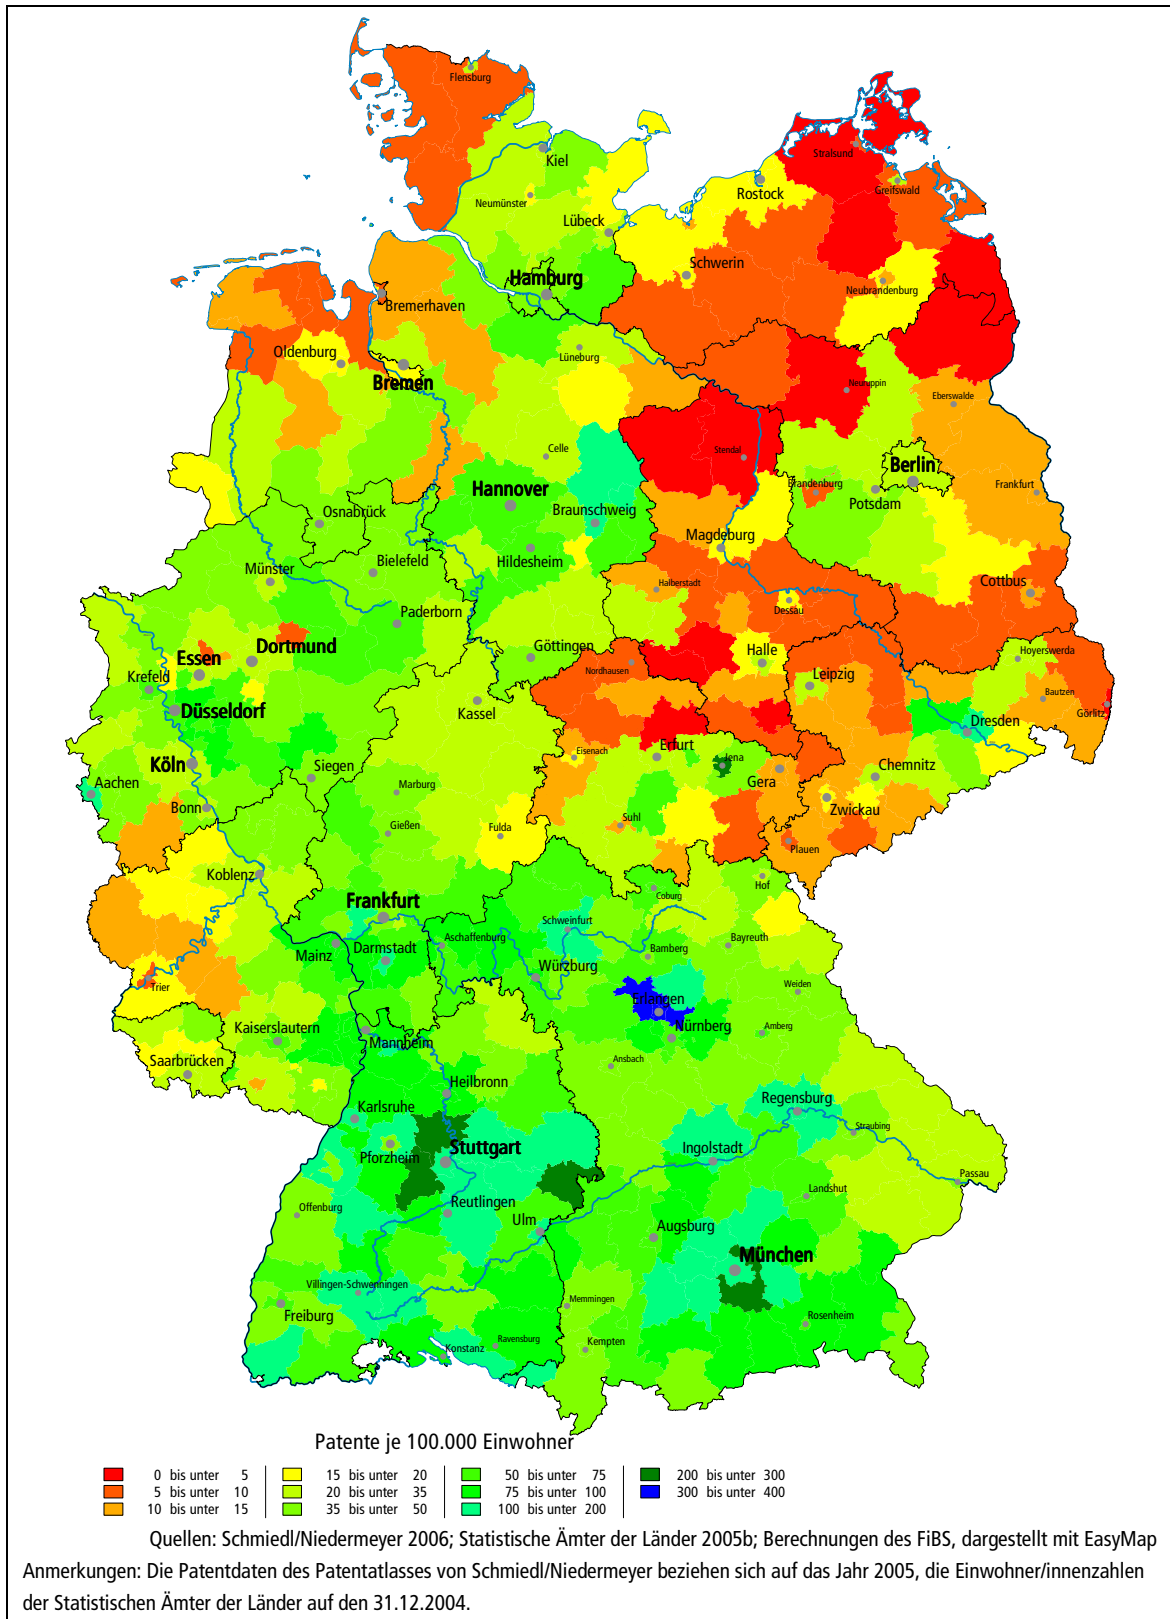 Flensburg
Kiel
Neumünster
Lübeck
Stralsund
Rostock
Greifswald
Schwerin
Neubrandenburg
Hamburg
Bremerhaven
Oldenburg
Bremen
Lüneburg
Neuruppin
Eberswalde
Celle
Stendal
Berlin
Hannover
Brandenburg
Potsdam
Frankfurt
Osnabrück
Braunschweig
Magdeburg
Hildesheim
Münster
Bielefeld
Halberstadt
Dessau
Cottbus
Paderborn
Göttingen
Dortmund
Essen
Krefeld
Nordhausen
Halle
Leipzig
Hoyerswerda
Bautzen
Görlitz
Düsseldorf
Kassel
Dresden
Köln
Siegen
Eisenach
Erfurt
Jena
Gera
Chemnitz
Aachen
Bonn
Marburg
Gießen
Fulda
Suhl
Zwickau
Plauen
Koblenz
Hof
Frankfurt
Coburg
Schweinfurt
Mainz
Darmstadt
Aschaffenburg
Bamberg
Bayreuth
Würzburg
Trier
Weiden
Erlangen
Kaiserslautern
Mannheim
Nürnberg
Amberg
Saarbrücken
Ansbach
Heilbronn
Karlsruhe
Regensburg
Straubing
Pforzheim
Stuttgart
Ingolstadt
Passau
Offenburg
Reutlingen
Ulm
Landshut
Augsburg
München
Villingen-Schwenningen
Freiburg
Memmingen
Rosenheim
Konstanz
Ravensburg
Kempten
Patente je 100.000 Einwohner
0 bis unter 5
5 bis unter 10
10 bis unter 15
15 bis unter 20
20 bis unter 35
35 bis unter 50
50 bis unter 75
75 bis unter 100
100 bis unter 200
200 bis unter 300
300 bis unter 400
Quellen: Schmiedl/Niedermeyer 2006; Statistische Ämter der Länder 2005b; Berechnungen des FiBS, dargestellt mit EasyMap
Anmerkungen: Die Patentdaten des Patentatlasses von Schmiedl/Niedermeyer beziehen sich auf das Jahr 2005, die Einwohner/innenzahlen
der Statistischen Ämter der Länder auf den 31.12.2004.